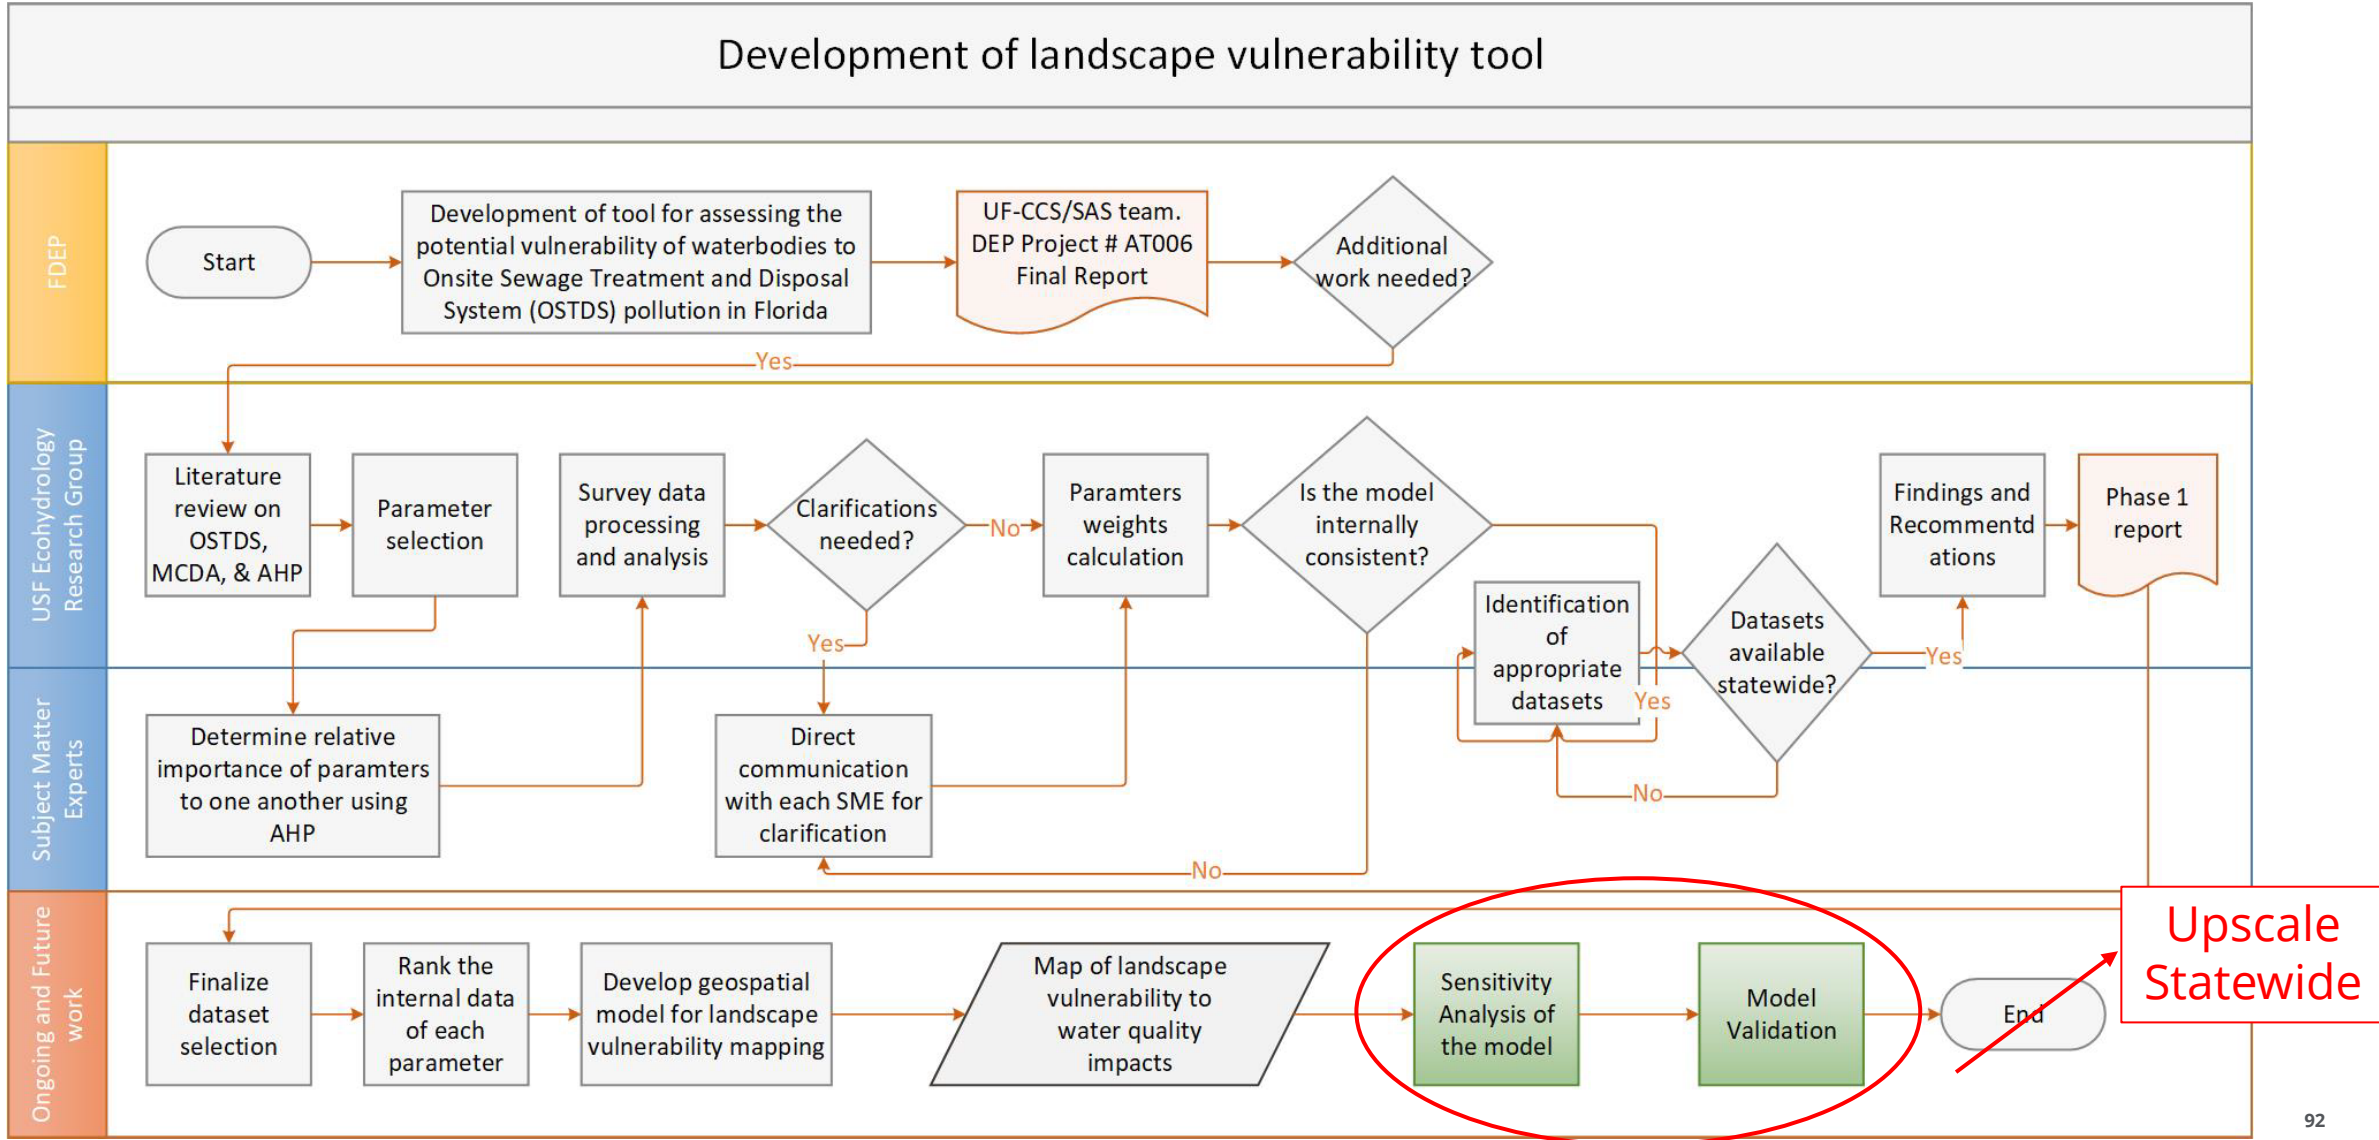 Development of landscape vulnerability tool
FDEP
Start
Development of tool for assessing the
potential vulnerability of waterbodies to
Onsite Sewage Treatment and Disposal
System (OSTDS) pollution in Florida
UF-CCS/SAS team.
DEP Project # AT006
Final Report
Additional
work needed?
Yes
USF Ecohydrology
Research Group
Literature
review on
OSTDS,
MCDA, & AHP
Parameter
selection
Survey data
processing
and analysis
Clarifications
needed?
No
Yes
Paramters
weights
calculation
Is the model
internally
consistent?
Identification
of
appropriate
datasets
Yes
Datasets
available
statewide?
Yes
No
Findings and
Recommentd
ations
Phase 1
report
Subject Matter
Experts
Determine relative
importance of paramters
to one another using
AHP
Direct
communication
with each SME for
clarification
No
Ongoing and Future
work
Finalize
dataset
selection
Rank the
internal data
of each
parameter
Develop geospatial
model for landscape
vulnerability mapping
Map of landscape
vulnerability to
water quality
impacts
Sensitivity
Analysis of
the model
Model
Validation
End
Upscale
Statewide
92